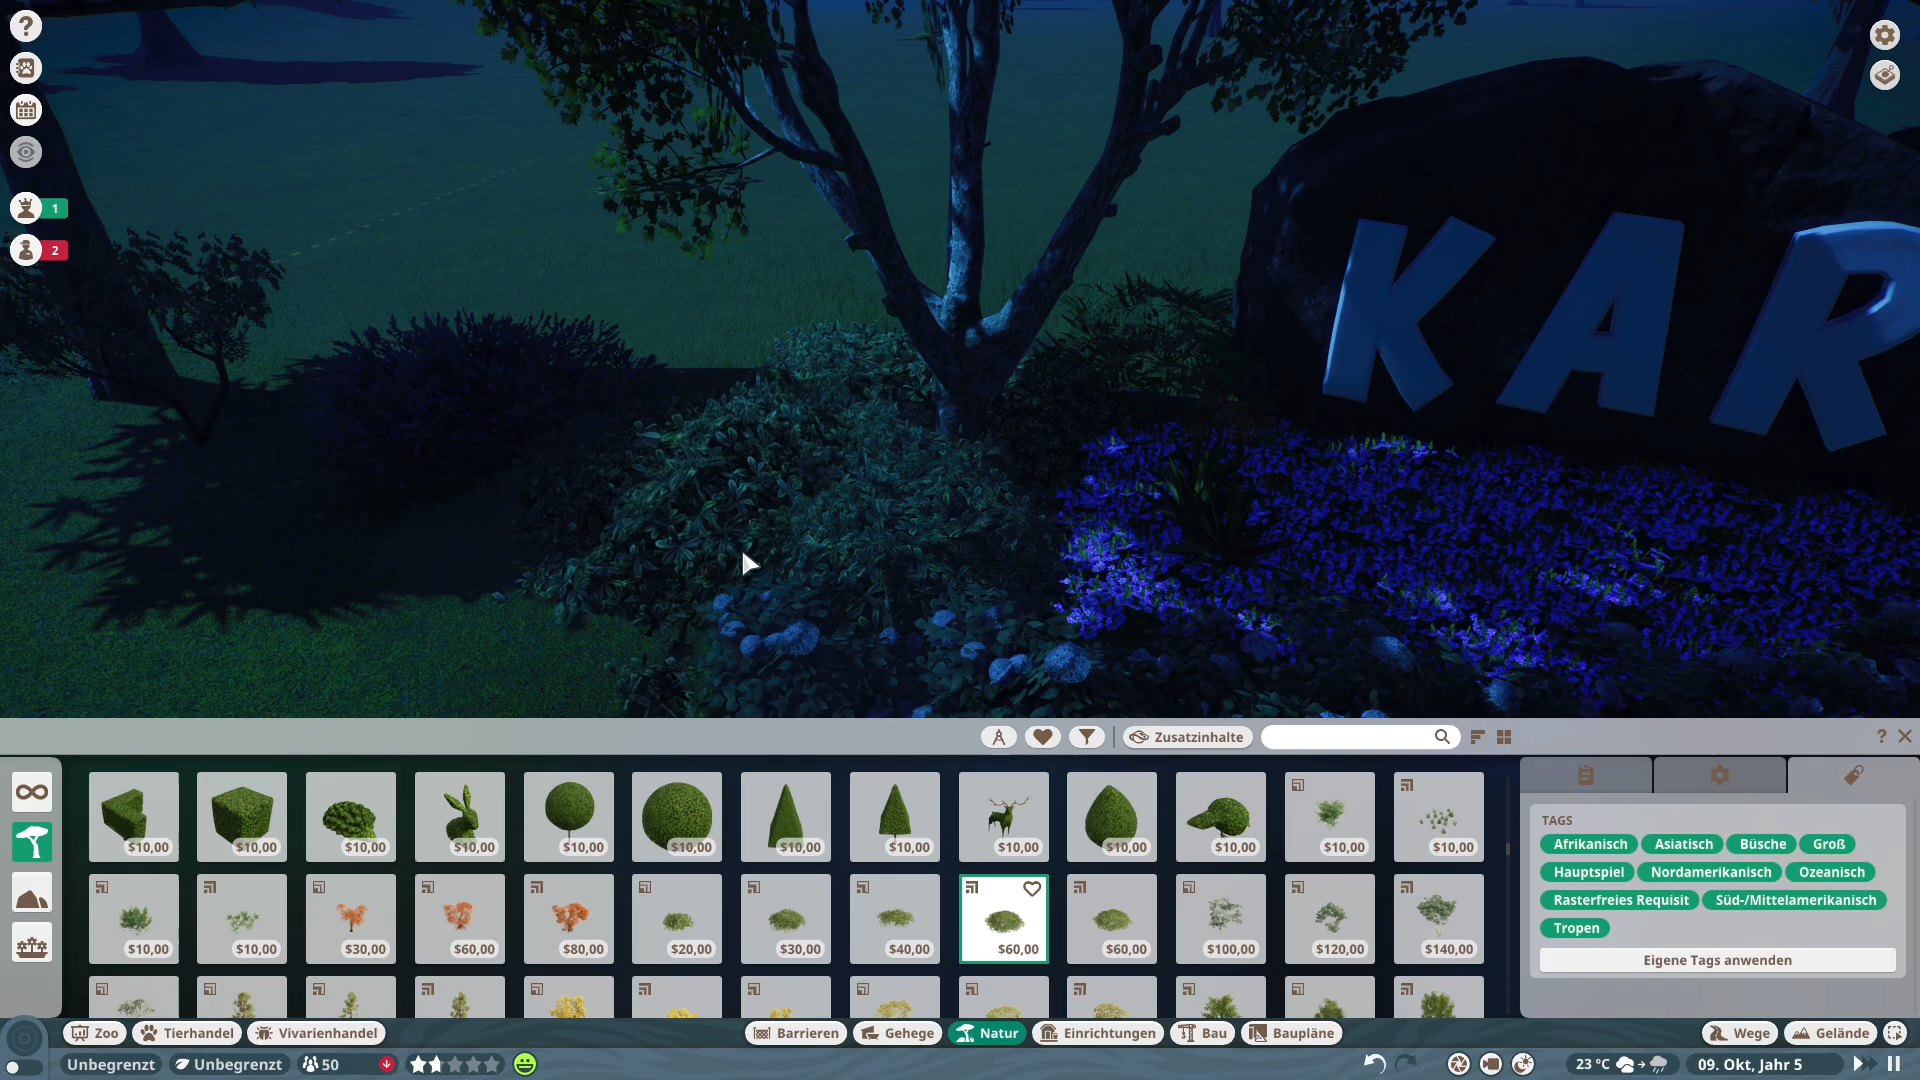 1
2
KAR
Zusatzinhalte
?
$10,00 $10,00 $10,00 $10,00 $10,00 $10,00 $10,00 $10,00 $10,00 $10,00 $10,00 $10,00 $10,00
$10,00 $10,00 $30,00 $60,00 $80,00 $20,00 $30,00 $40,00 $60,00 $60,00 $100,00 $120,00 $140,00
TAGS
Afrikanisch Asiatisch Büsche Groß
Hauptspiel Nordamerikanisch Ozeanisch
Rasterfreies Requisit Süd-/Mittelamerikanisch
Tropen
Eigene Tags anwenden
Zoo Tierhandel Vivarienhandel Barrieren Gehege Natur Einrichtungen Bau Baupläne Wege Gelände
Unbegrenzt Unbegrenzt 50 23 °C 09. Okt, Jahr 5